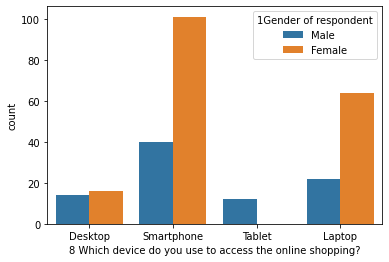 1Gender of respondent
Male
Female
count
100
80
60
40
20
0
Desktop Smartphone Tablet Laptop
8 Which device do you use to access the online shopping?